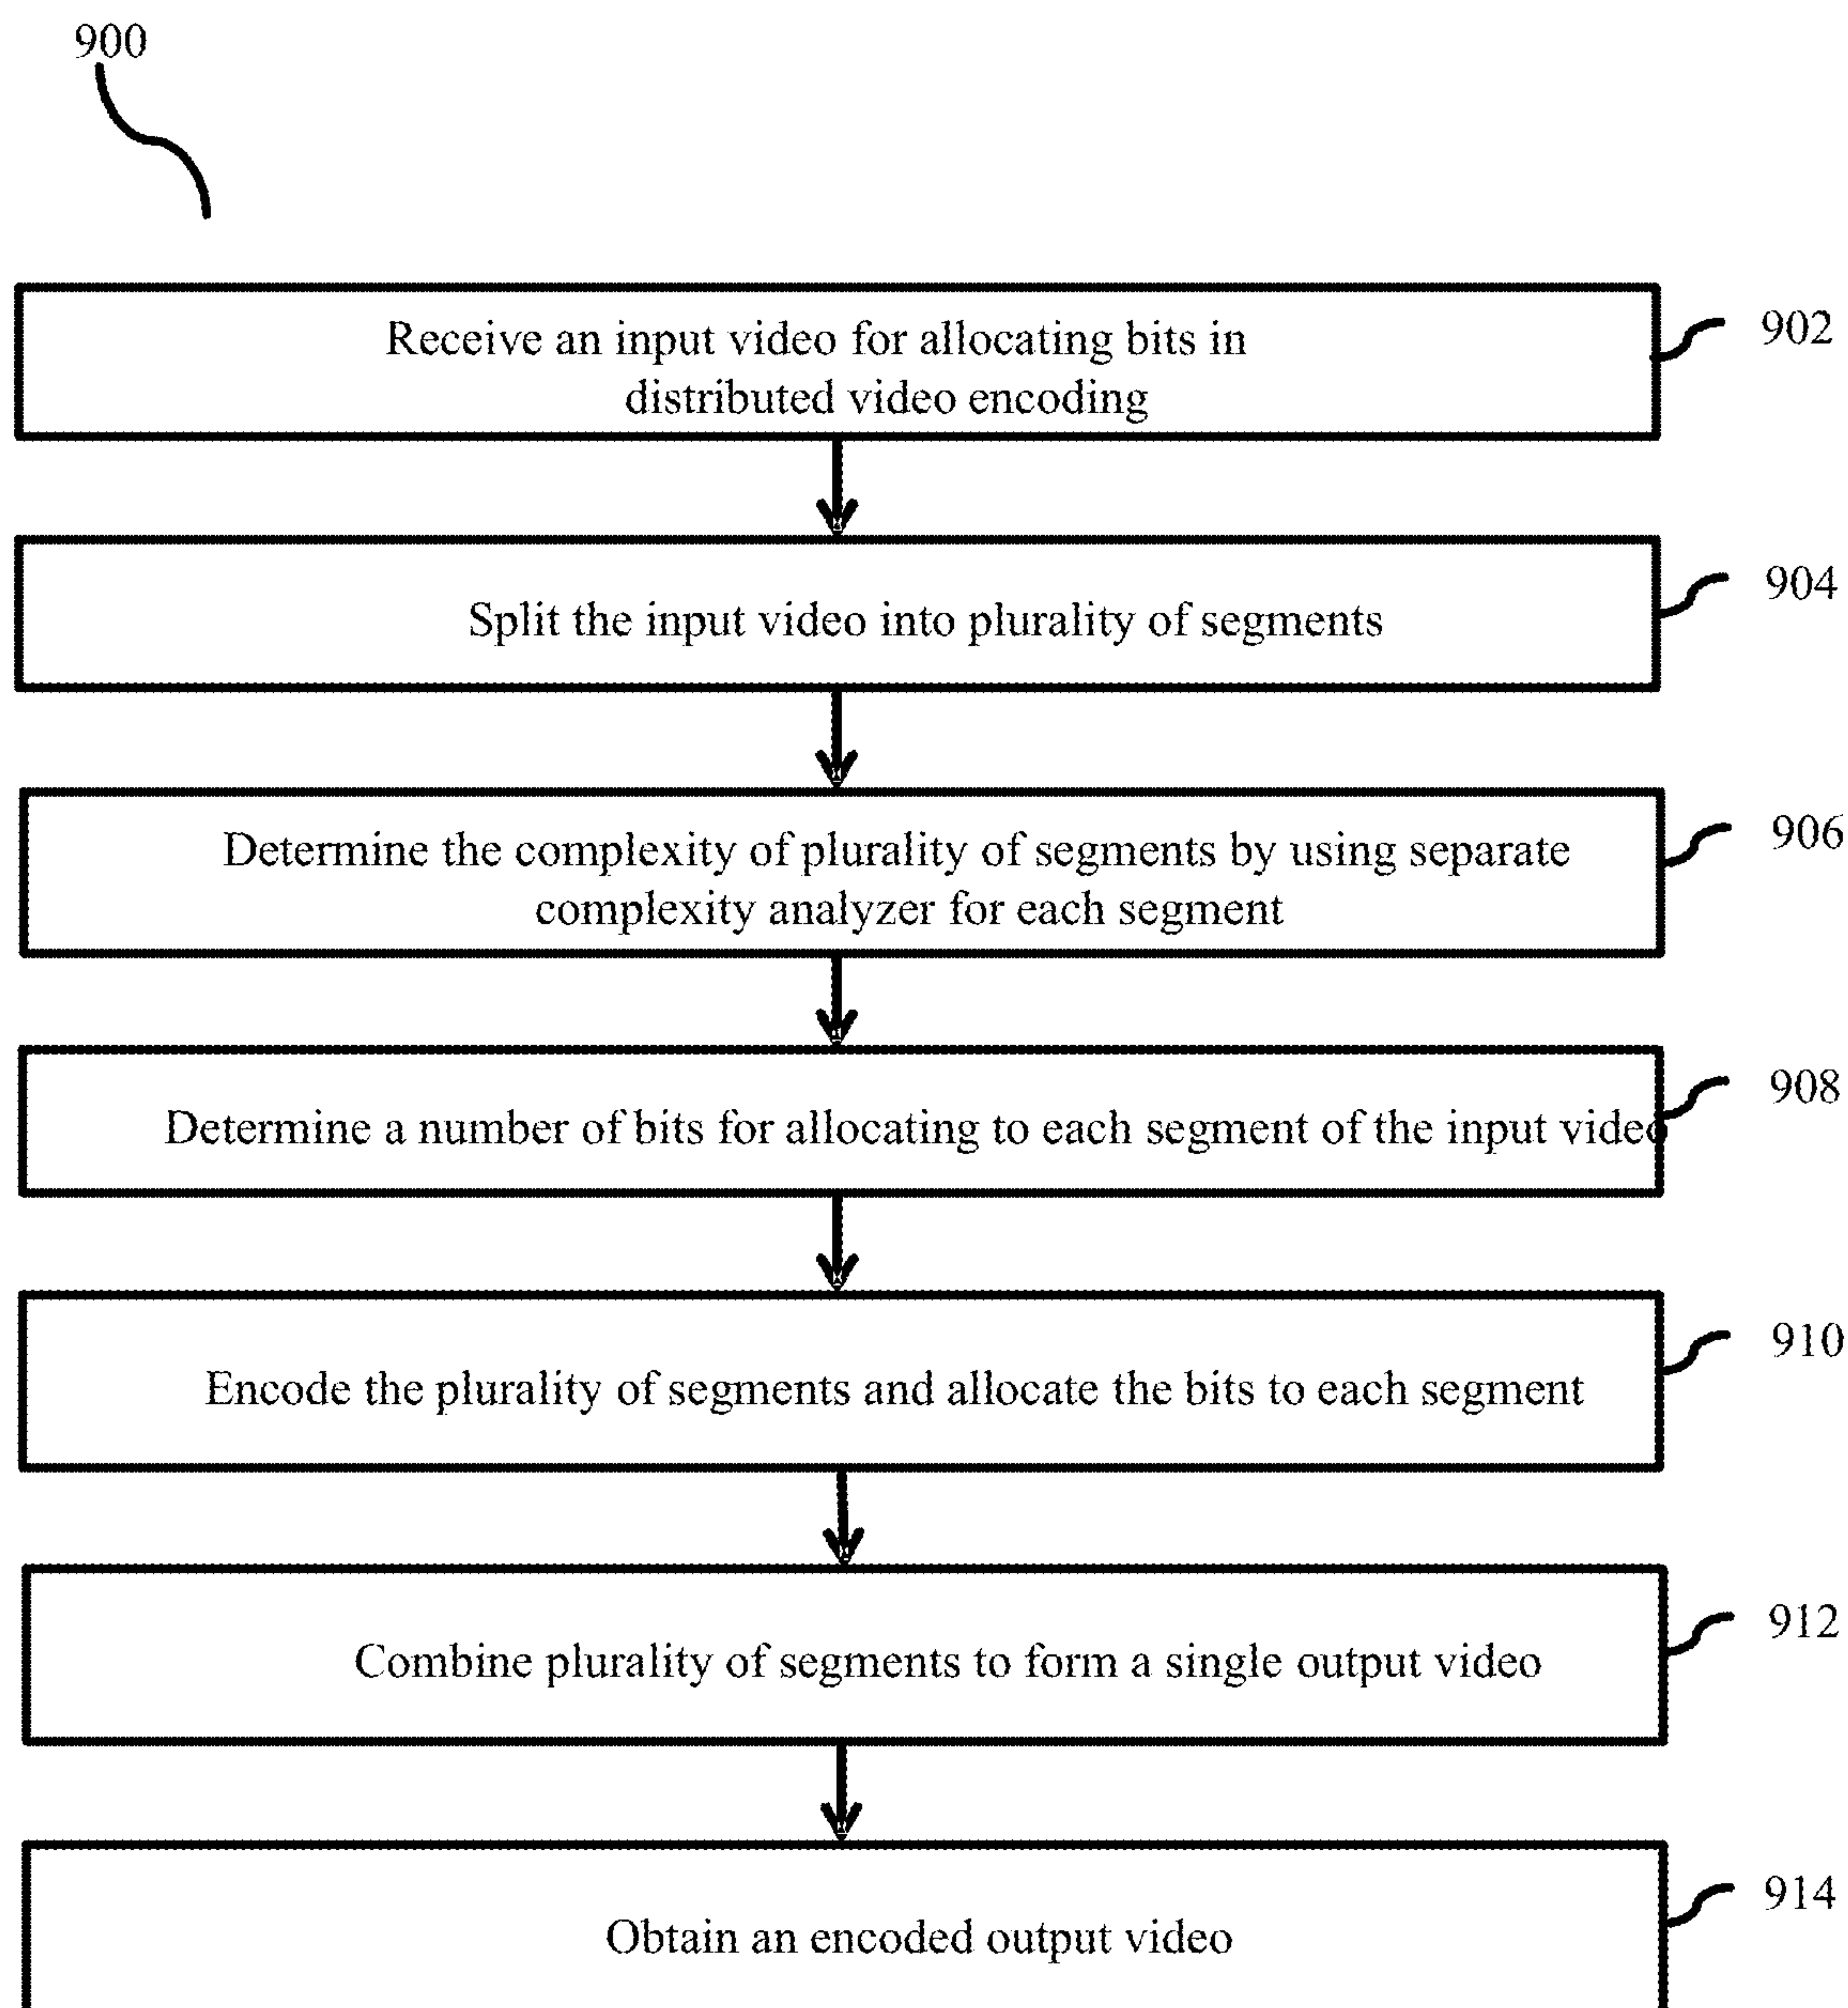 900
Receive an input video for allocating bits in
distributed video encoding
902
Split the input video into plurality of segments
904
Determine the complexity of plurality of segments by using separate
complexity analyzer for each segment
906
Determine a number of bits for allocating to each segment of the input video
908
Encode the plurality of segments and allocate the bits to each segment
910
Combine plurality of segments to form a single output video
912
Obtain an encoded output video
914